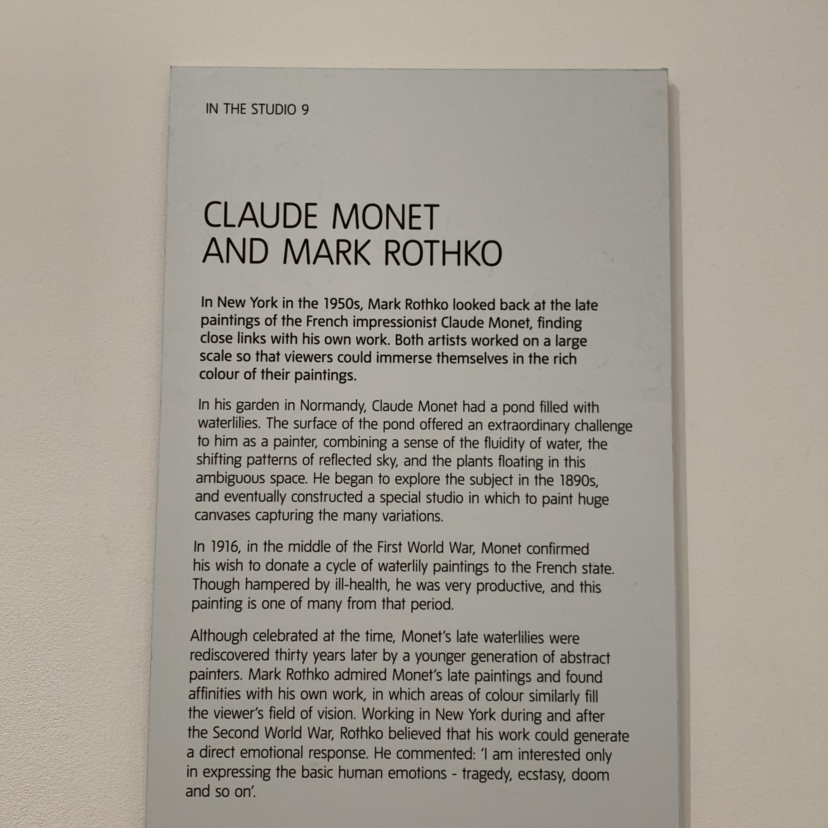 IN THE STUDIO 9
CLAUDE MONET
AND MARK ROTHKO
In New York in the 1950s, Mark Rothko looked back at the late
paintings of the French impressionist Claude Monet, finding
close links with his own work. Both artists worked on a large
scale so that viewers could immerse themselves in the rich
colour of their paintings.
In his garden in Normandy, Claude Monet had a pond filled with
waterlilies. The surface of the pond offered an extraordinary challenge
to him as a painter, combining a sense of the fluidity of water, the
shifting patterns of reflected sky, and the plants floating in this
ambiguous space. He began to explore the subject in the 1890s,
and eventually constructed a special studio in which to paint huge
canvases capturing the many variations.
In 1916, in the middle of the First World War, Monet confirmed
his wish to donate a cycle of waterlily paintings to the French state.
Though hampered by ill-health, he was very productive, and this
painting is one of many from that period.
Although celebrated at the time, Monet's late waterlilies were
rediscovered thirty years later by a younger generation of abstract
painters. Mark Rothko admired Monet's late paintings and found
affinities with his own work, in which areas of colour similarly fill
the viewer's field of vision. Working in New York during and after
the Second World War, Rothko believed that his work could generate
a direct emotional response. He commented: 'I am interested only
in expressing the basic human emotions - tragedy, ecstasy, doom
and so on'.